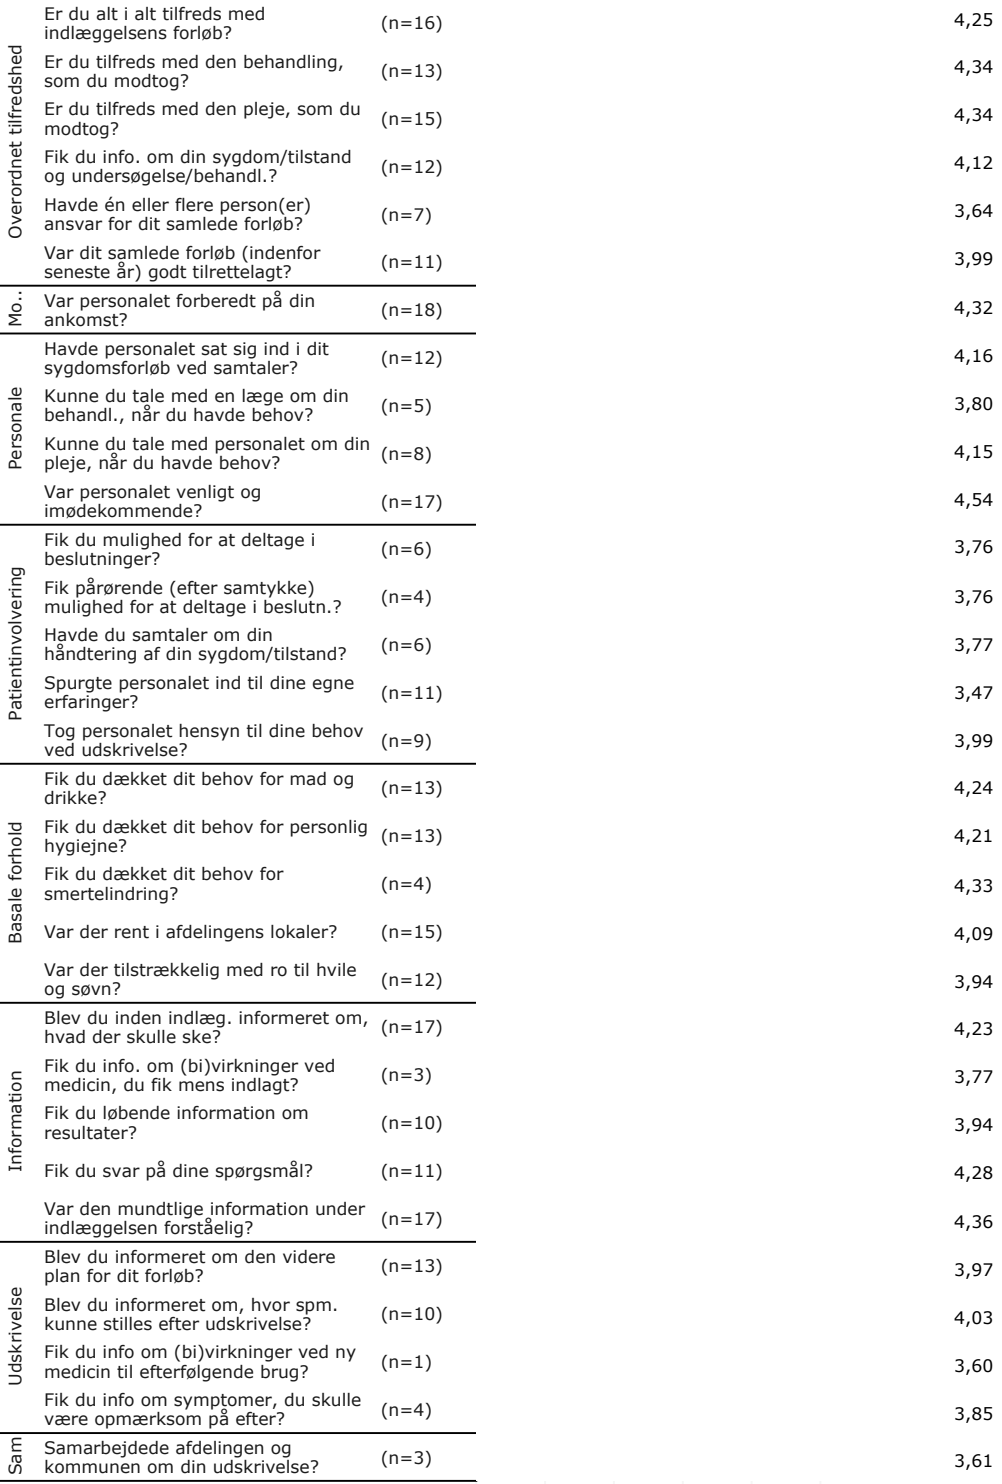 Overordnet tilfredshed
Er du alt i alt tilfreds med
indlæggelsens forløb? (n=16) 4,25
Er du tilfreds med den behandling,
som du modtog? (n=13) 4,34
Er du tilfreds med den pleje, som du
modtog? (n=15) 4,34
Fik du info. om din sygdom/tilstand
og undersøgelse/behandl.? (n=12) 4,12
Havde én eller flere person(er)
ansvar for dit samlede forløb? (n=7) 3,64
Var dit samlede forløb (indenfor
seneste år) godt tilrettelagt? (n=11) 3,99
Mo..
Var personalet forberedt på din
ankomst? (n=18) 4,32
Personale
Havde personalet sat sig ind i dit
sygdomsforløb ved samtaler? (n=12) 4,16
Kunne du tale med en læge om din
behandl., når du havde behov? (n=5) 3,80
Kunne du tale med personalet om din
pleje, når du havde behov? (n=8) 4,15
Var personalet venligt og
imødekommende? (n=17) 4,54
Patientinvolvering
Fik du mulighed for at deltage i
beslutninger? (n=6) 3,76
Fik pårørende (efter samtykke)
mulighed for at deltage i beslutn.? (n=4) 3,76
Havde du samtaler om din
håndtering af din sygdom/tilstand? (n=6) 3,77
Spurgte personalet ind til dine egne
erfaringer? (n=11) 3,47
Tog personalet hensyn til dine behov
ved udskrivelse? (n=9) 3,99
Basale forhold
Fik du dækket dit behov for mad og
drikke? (n=13) 4,24
Fik du dækket dit behov for personlig
hygiejne? (n=13) 4,21
Fik du dækket dit behov for
smertelindring? (n=4) 4,33
Var der rent i afdelingens lokaler? (n=15) 4,09
Var der tilstrækkelig med ro til hvile
og søvn? (n=12) 3,94
Information
Blev du inden indlæg. informeret om,
hvad der skulle ske? (n=17) 4,23
Fik du info. om (bi)virkninger ved
medicin, du fik mens indlagt? (n=3) 3,77
Fik du løbende information om
resultater? (n=10) 3,94
Fik du svar på dine spørgsmål? (n=11) 4,28
Var den mundtlige information under
indlæggelsen forståelig? (n=17) 4,36
Udskrivelse
Blev du informeret om den videre
plan for dit forløb? (n=13) 3,97
Blev du informeret om, hvor spm.
kunne stilles efter udskrivelse? (n=10) 4,03
Fik du info om (bi)virkninger ved ny
medicin til efterfølgende brug? (n=1) 3,60
Fik du info om symptomer, du skulle
være opmærksom på efter? (n=4) 3,85
Sam
Samarbejdede afdelingen og
kommunen om din udskrivelse? (n=3) 3,61